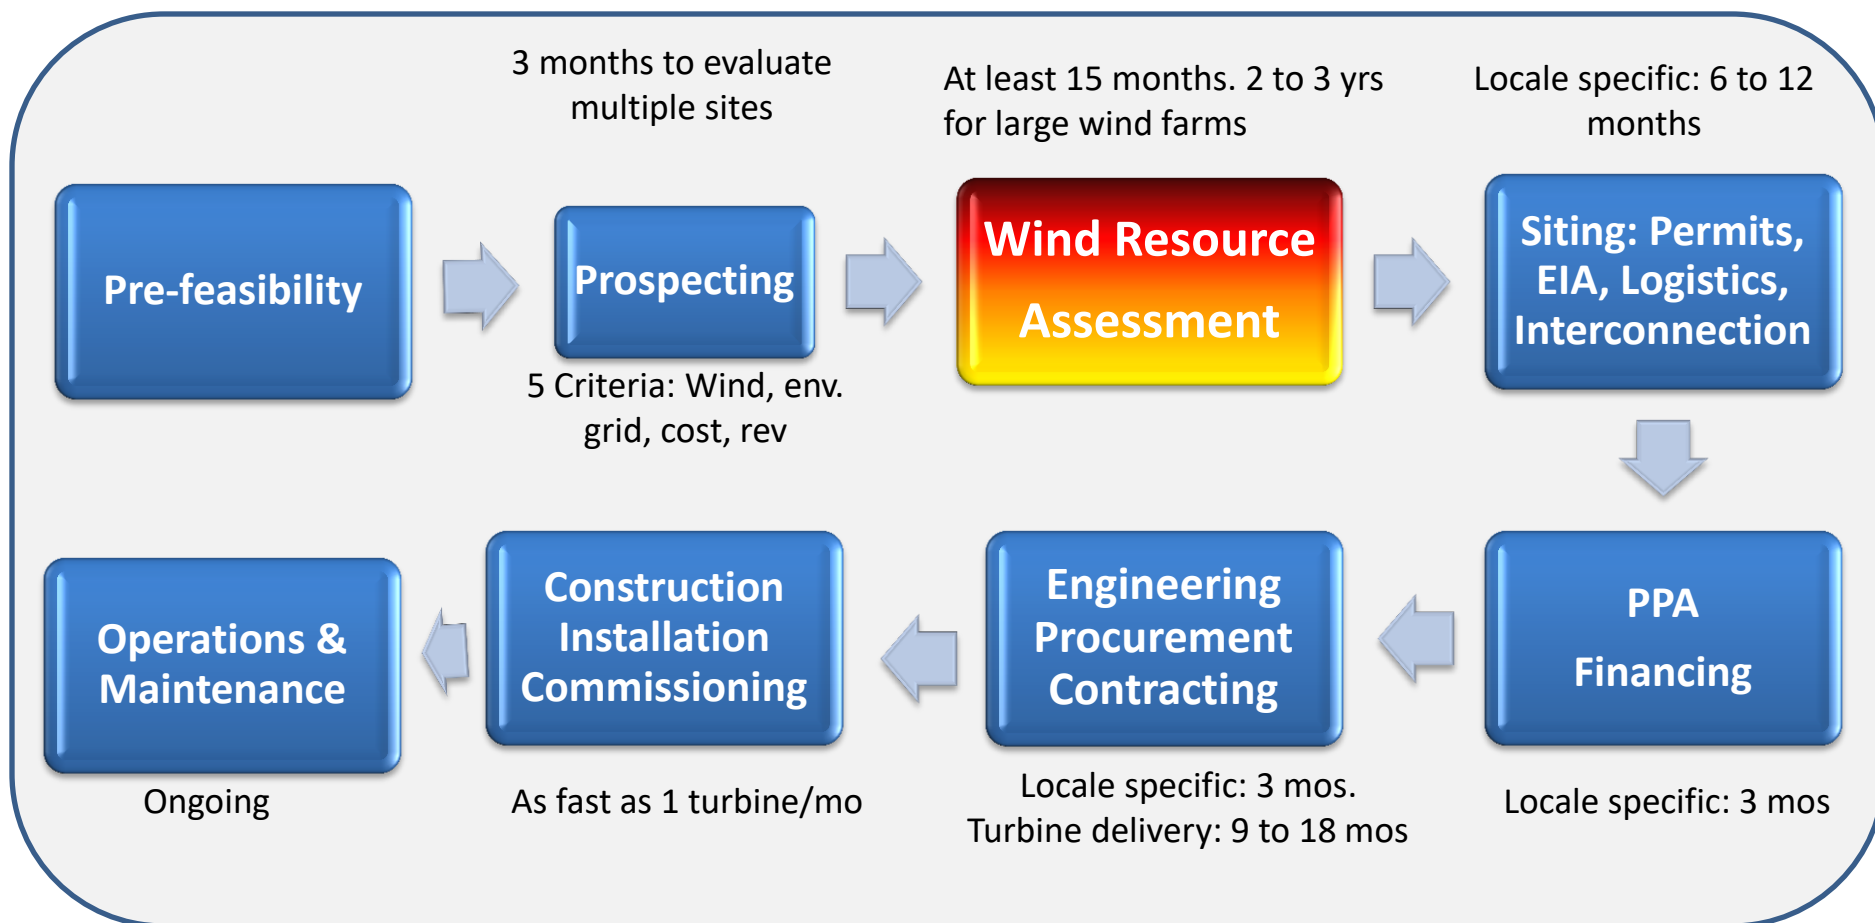 3 months to evaluate
multiple sites
At least 15 months. 2 to 3 yrs
for large wind farms
Locale specific: 6 to 12
months
Pre-feasibility
Prospecting
Wind Resource
Assessment
Siting: Permits,
EIA, Logistics,
Interconnection
5 Criteria: Wind, env.
grid, cost, rev
PPA
Financing
Engineering
Procurement
Contracting
Construction
Installation
Commissioning
Operations &
Maintenance
Locale specific: 3 mos
Locale specific: 3 mos.
Turbine delivery: 9 to 18 mos
As fast as 1 turbine/mo
Ongoing